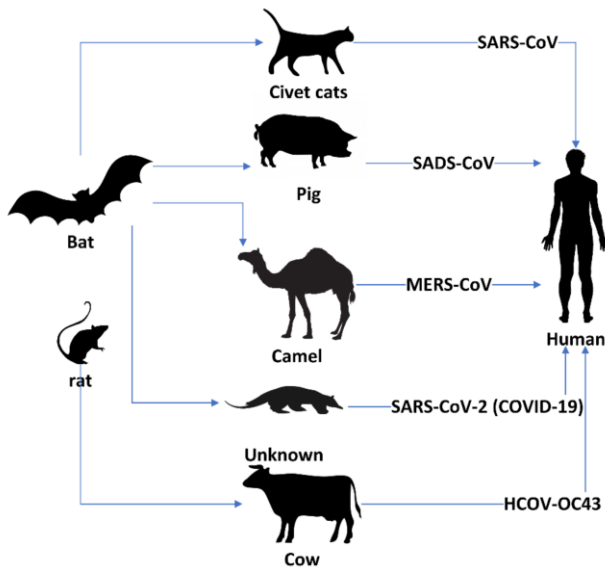 SARS-CoV
Civet cats
SADS-CoV
Pig
Bat
MERS-CoV
Camel
Human
rat
SARS-CoV-2 (COVID-19)
Unknown
HCOV-OC43
Cow